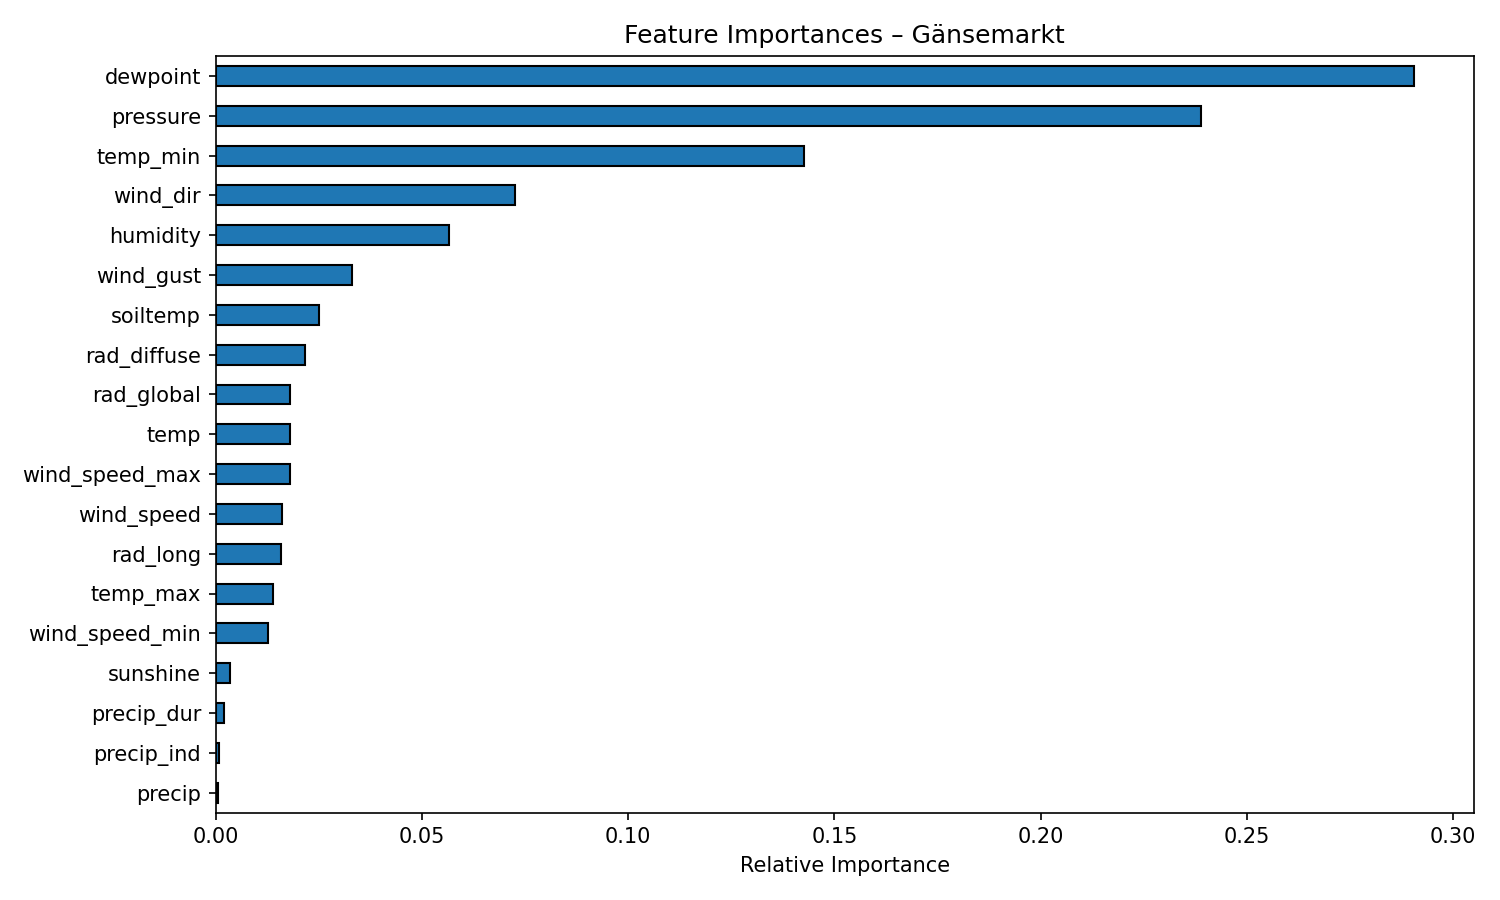 Feature Importances – Gänsemarkt
dewpoint
pressure
temp_min
wind_dir
humidity
wind_gust
soiltemp
rad_diffuse
rad_global
temp
wind_speed_max
wind_speed
rad_long
temp_max
wind_speed_min
sunshine
precip_dur
precip_ind
precip
0.00 0.05 0.10 0.15 0.20 0.25 0.30
Relative Importance